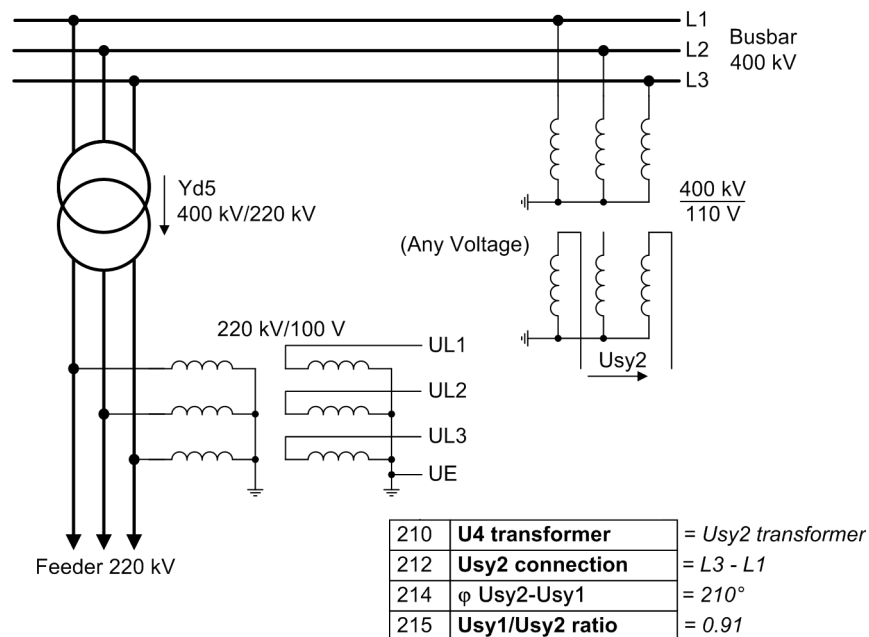 L1
L2
L3
Busbar
400 kV
Yd5
400 kV/220 kV
400 kV
110 V
(Any Voltage)
Usy2
220 kV/100 V
UL1
UL2
UL3
UE
Feeder 220 kV
210 U4 transformer = Usy2 transformer
212 Usy2 connection = L3 - L1
214 φ Usy2-Usy1 = 210°
215 Usy1/Usy2 ratio = 0.91